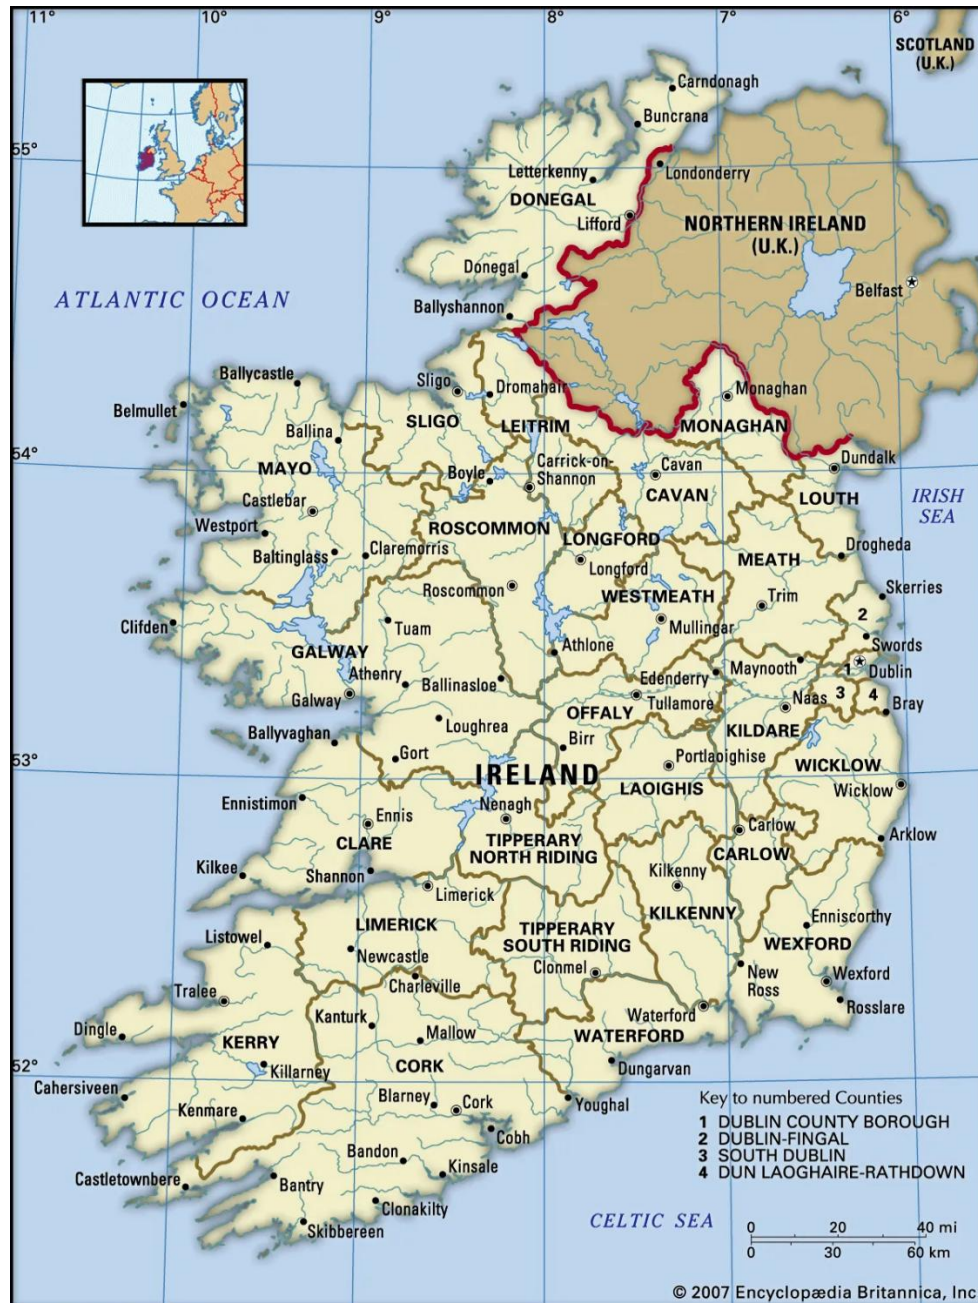 11°
10°
9°
8°
7°
6°
SCOTLAND
(U.K.)
Carndonagh
Buncrana
55°
Londonderry
Letterkenny
DONEGAL
Lifford
NORTHERN IRELAND
(U.K.)
Donegal
Belfast
ATLANTIC OCEAN
Ballyshannon
Ballycastle
Sligo
Dromahair
Monaghan
Belmullet
SLIGO
LEITRIM
MONAGHAN
Ballina
54°
MAYO
Boyle
Carrick-on-
Shannon
Cavan
Dundalk
CAVAN
LOUTH
IRISH
SEA
Castlebar
Westport
ROSCOMMON
LONGFORD
Drogheda
Baltinglass
Claremorris
Longford
MEATH
Roscommon
WESTMEATH
Trim
Skerries
2
Clifden
Tuam
Mullingar
Swords
GALWAY
Athlone
Maynooth
1
Dublin
Athenry
Ballinasloe
Edenderry
3
4
Galway
Tullamore
Naas
Bray
Loughrea
OFFALY
KILDARE
Ballyvaghan
Birr
Gort
Portlaoighise
53°
IRELAND
WICKLOW
LAOIGHIS
Wicklow
Ennistimon
Nenagh
Ennis
Carlow
CLARE
TIPPERARY
NORTH RIDING
Arklow
CARLOW
Kilkee
Shannon
Kilkenny
Limerick
KILKENNY
Enniscorthy
LIMERICK
TIPPERARY
SOUTH RIDING
Listowel
WEXFORD
Newcastle
Clonmel
New
Ross
Wexford
Charleville
Tralee
Rosslare
Waterford
Kanturk
Dingle
Mallow
WATERFORD
KERRY
52°
Killarney
CORK
Dungarvan
Cahersiveen
Blarney
Cork
Youghal
Kenmare
Cobh
Bandon
Kinsale
Castletownbere
Bantry
Clonakilty
Skibbereen
CELTIC SEA
Key to numbered Counties
1 DUBLIN COUNTY BOROUGH
2 DUBLIN-FINGAL
3 SOUTH DUBLIN
4 DUN LAOGHAIRE-RATHDOWN
0 20 40 mi
0 30 60 km
© 2007 Encyclopædia Britannica, Inc